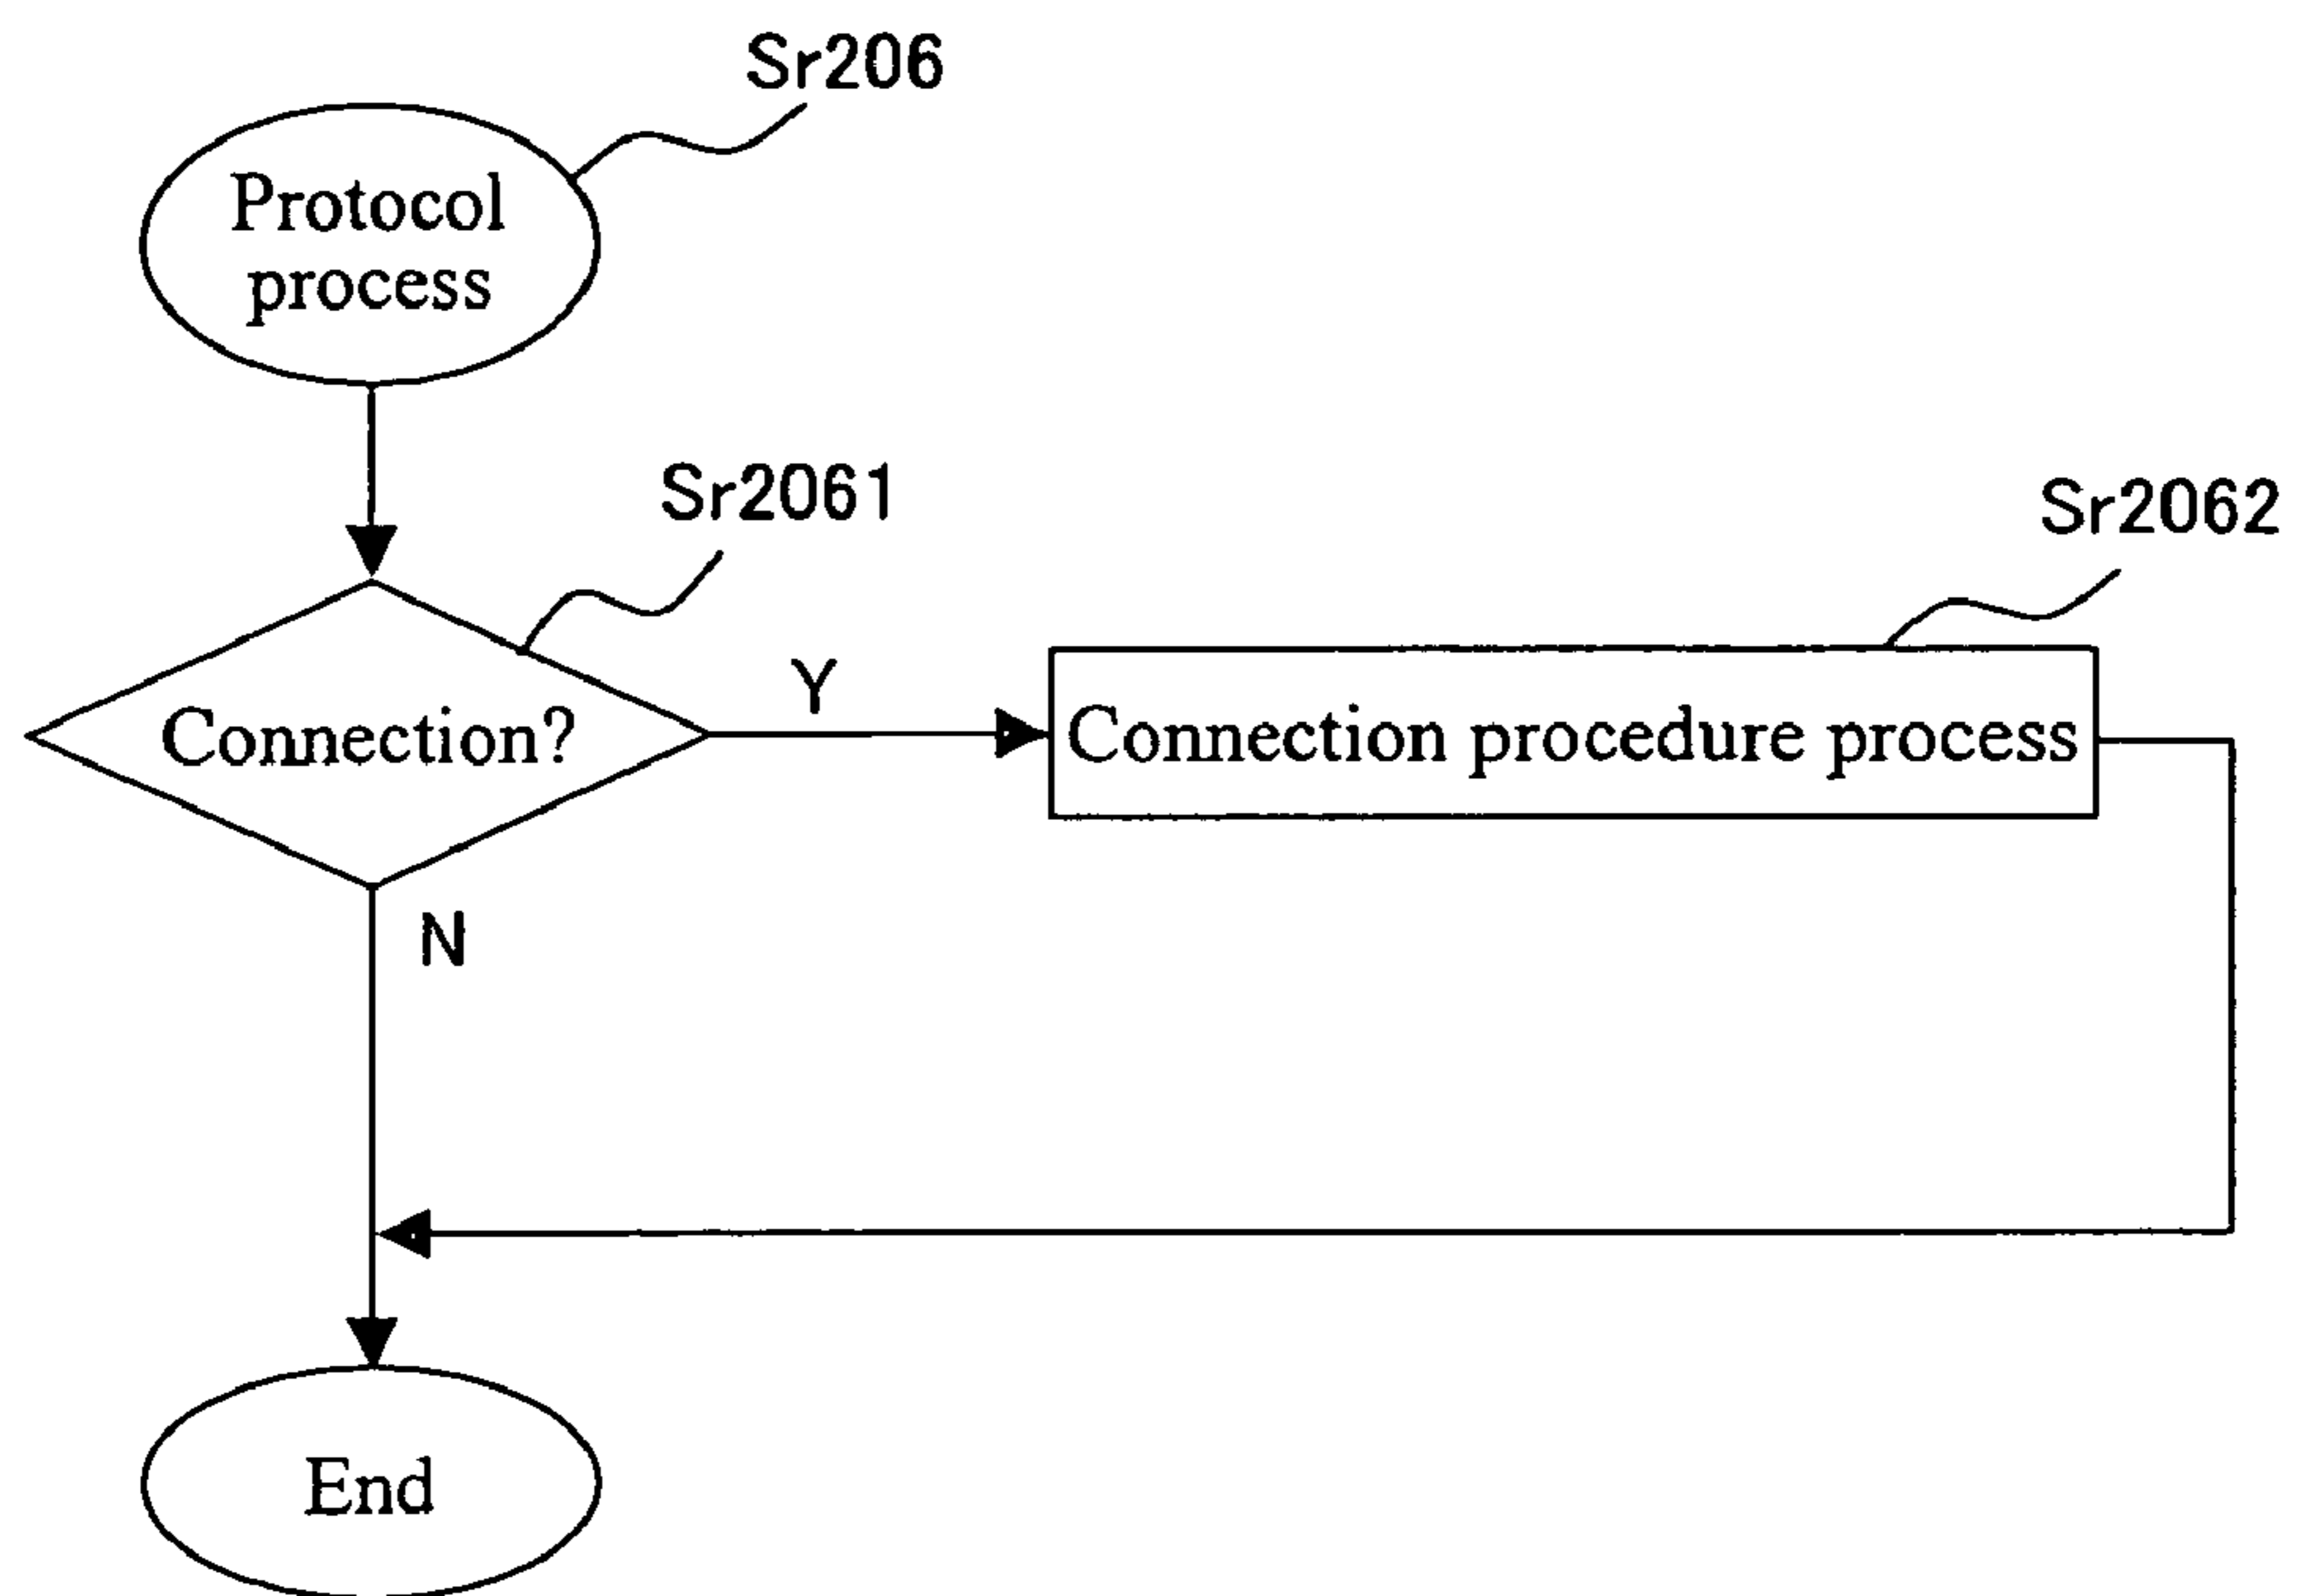 Sr206
Protocol
process
Sr2061
Sr2062
Y
Connection?
Connection procedure process
N
End